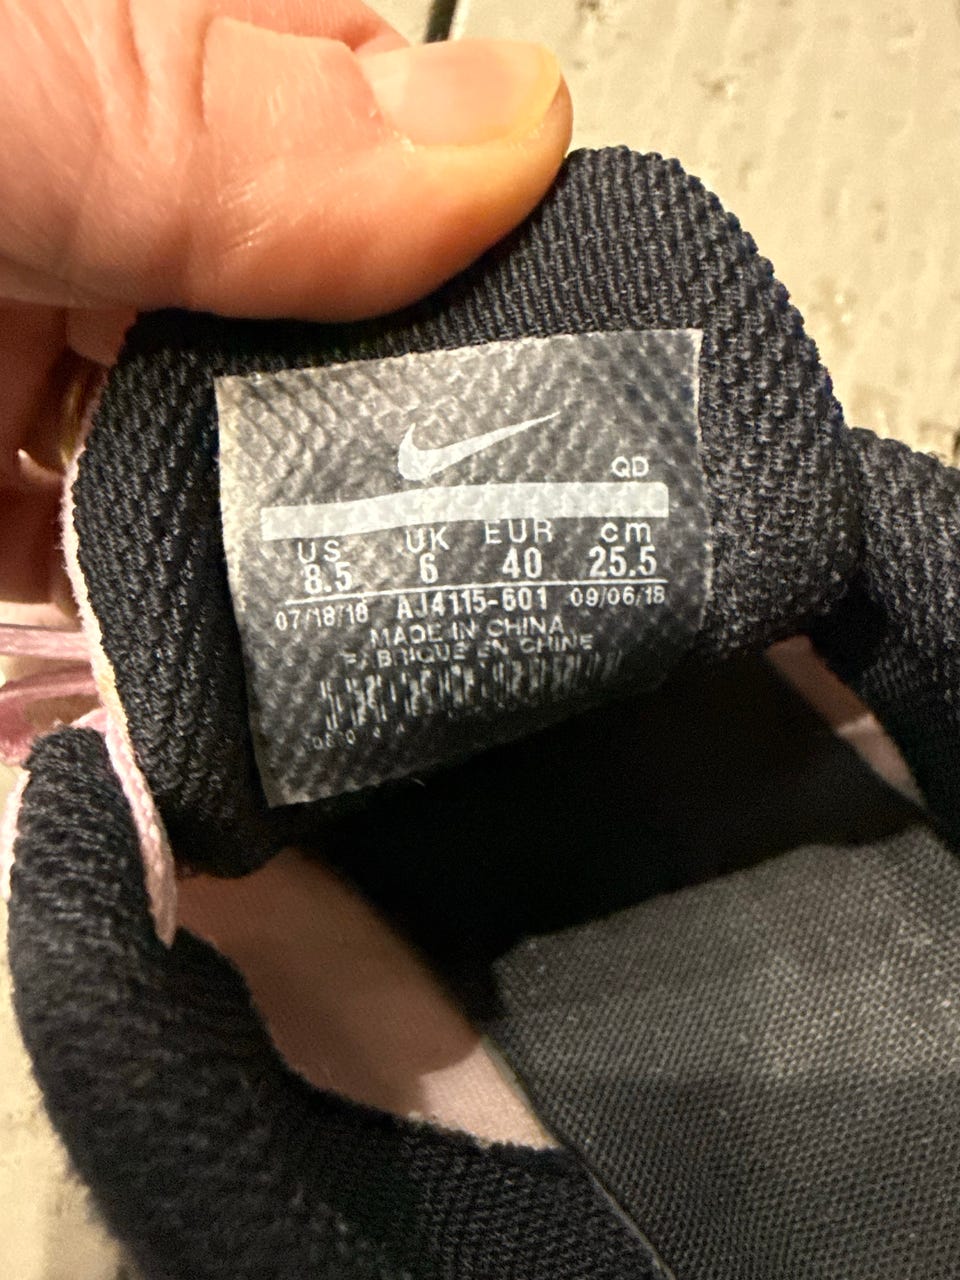 QD
US UK EUR cm
8.5 6 40 25.5
07/18/18 AJ4115-601 09/06/18
MADE IN CHINA
FABRIQUE EN CHINE